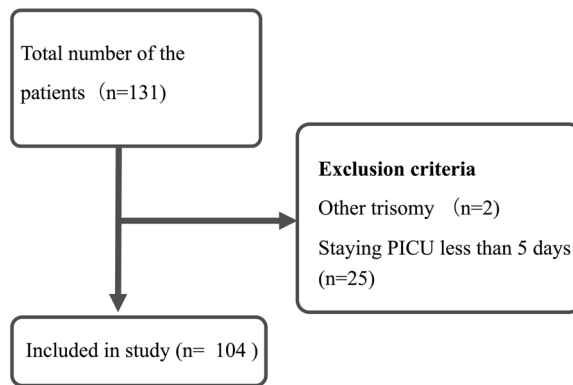 Total number of the
patients（n=131)
Exclusion criteria
Other trisomy （n=2)
Staying PICU less than 5 days
(n=25)
Included in study (n= 104 )